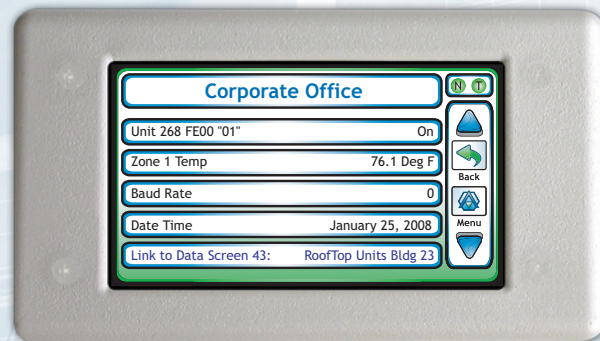 Corporate Office
N T
Unit 268 FE00 "01" On
Zone 1 Temp 76.1 Deg F
Back
Baud Rate 0
Menu
Date Time January 25, 2008
Link to Data Screen 43: RoofTop Units Bldg 23